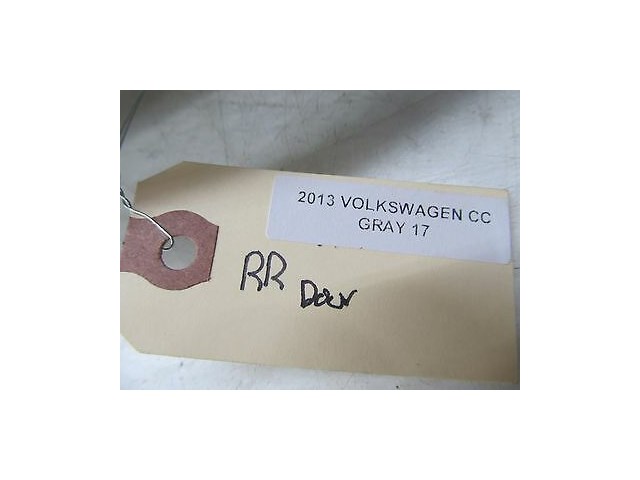 2013 VOLKSWAGEN CC
GRAY 17
RR Door